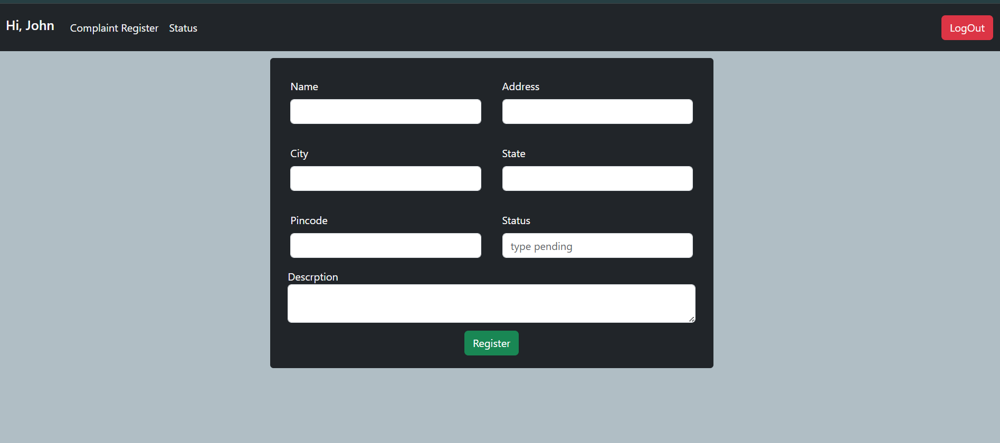 Hi, John Complaint Register Status LogOut
Name Address
City State
Pincode Status
type pending
Descrption
Register